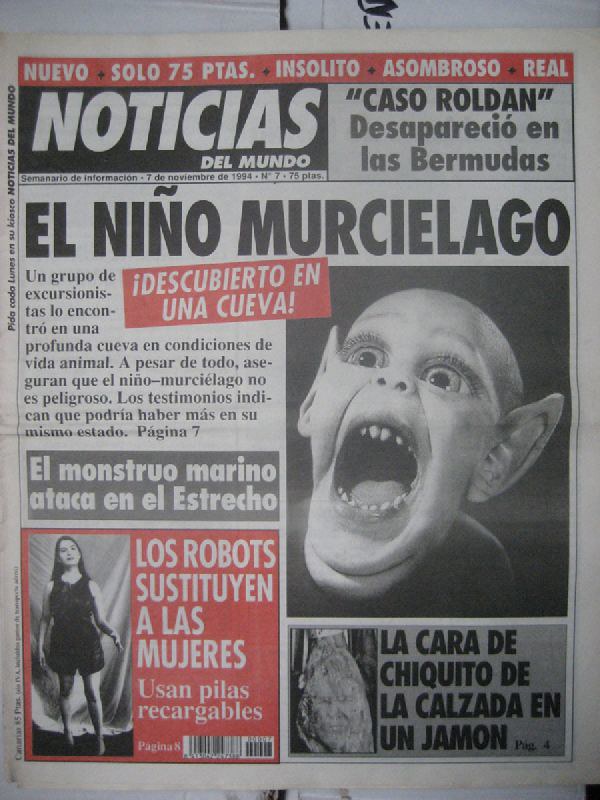 NUEVO + SOLO 75 PTAS. + INSOLITO + ASOMBROSO + REAL
NOTICIAS
DEL MUNDO
Semanario de información - 7 de noviembre de 1994 - Nº 7 - 75 ptas.
"CASO ROLDAN"
Desapareció en
las Bermudas
Pida cada Lunes en su kiosco NOTICIAS DEL MUNDO
EL NIÑO MURCIELAGO
¡DESCUBIERTO EN
UNA CUEVA!
Un grupo de
excursionis-
tas lo encon-
tró en una
profunda cueva en condiciones de
vida animal. A pesar de todo, ase-
guran que el niño–murciélago no
es peligroso. Los testimonios indi-
can que podría haber más en su
mismo estado. Página 7
El monstruo marino
ataca en el Estrecho
LOS ROBOTS
SUSTITUYEN
A LAS
MUJERES
Usan pilas
recargables
Página 8
00007
Canarias 85 Ptas.
LA CARA DE
CHIQUITO DE
LA CALZADA EN
UN JAMON Pág. 4